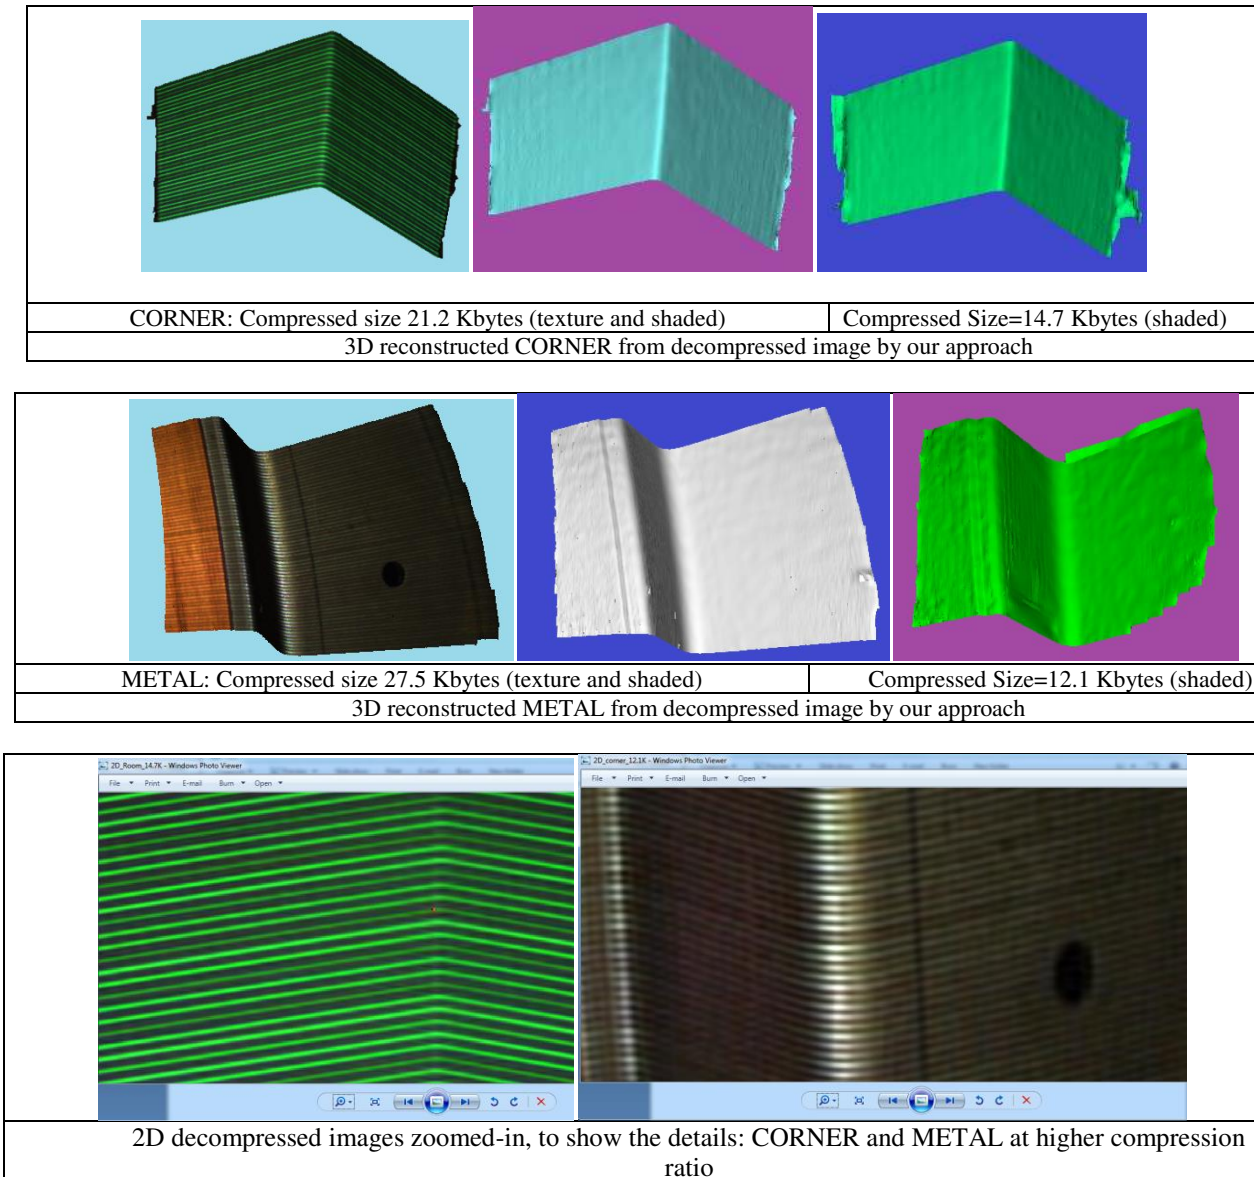 CORNER: Compressed size 21.2 Kbytes (texture and shaded)
Compressed Size=14.7 Kbytes (shaded)
3D reconstructed CORNER from decompressed image by our approach
METAL: Compressed size 27.5 Kbytes (texture and shaded)
Compressed Size=12.1 Kbytes (shaded)
3D reconstructed METAL from decompressed image by our approach
2D_Room_14.7K - Windows Photo Viewer
File Print E-mail Burn Open
2D_corner_12.1K - Windows Photo Viewer
File Print E-mail Burn Open
2D decompressed images zoomed-in, to show the details: CORNER and METAL at higher compression
ratio